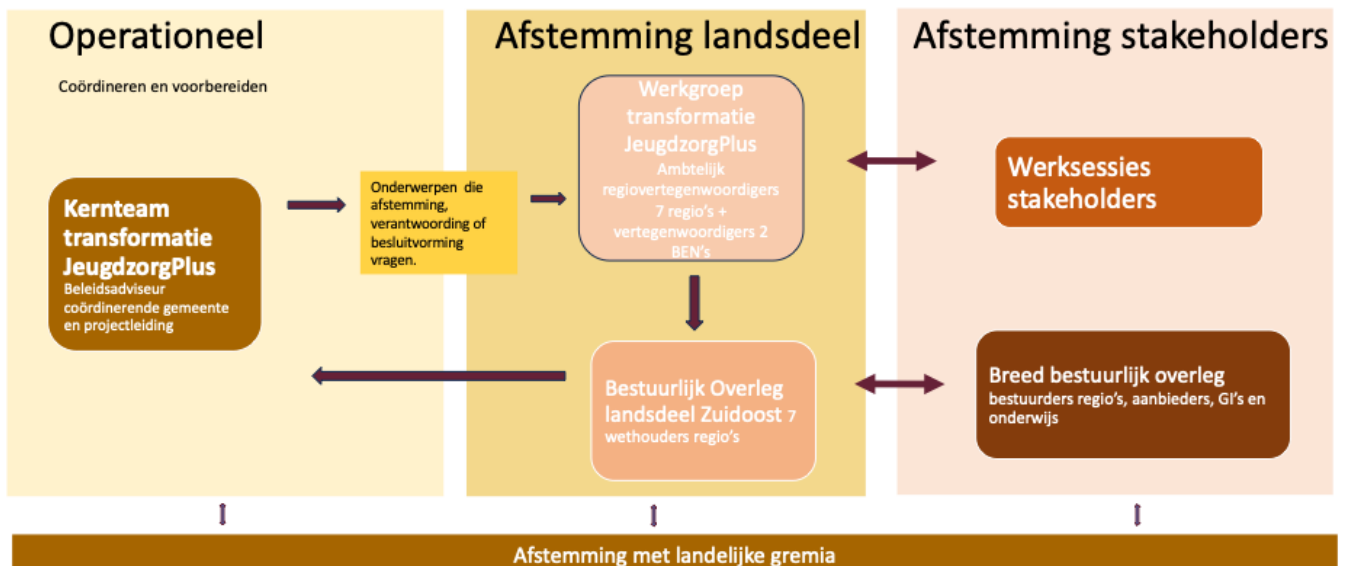 Operationeel
Coördineren en voorbereiden
Kernteam
transformatie
JeugdzorgPlus
Beleidsadviseur
coördinerende gemeente
en projectleiding
Onderwerpen die
afstemming,
verantwoording of
besluitvorming
vragen.
Afstemming landsdeel
Werkgroep
transformatie
JeugdzorgPlus
Ambtelijk
regiovertegenwoordigers
7 regio's +
vertegenwoordigers 2
BEN's
Bestuurlijk Overleg
landsdeel Zuidoost 7
wethouders regio's
Afstemming stakeholders
Werksessies
stakeholders
Breed bestuurlijk overleg
bestuurders regio's, aanbieders, GI's en
onderwijs
Afstemming met landelijke gremia